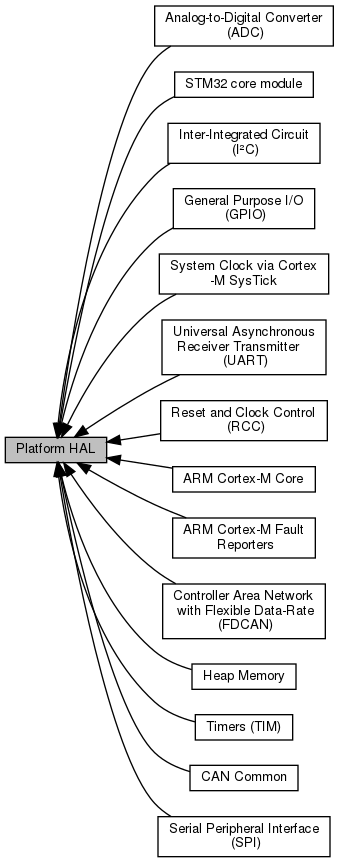 Analog-to-Digital Converter
(ADC)
STM32 core module
Inter-Integrated Circuit
(I²C)
General Purpose I/O
(GPIO)
System Clock via Cortex
-M SysTick
Universal Asynchronous
Receiver Transmitter
(UART)
Reset and Clock Control
(RCC)
Platform HAL
ARM Cortex-M Core
ARM Cortex-M Fault
Reporters
Controller Area Network
with Flexible Data-Rate
(FDCAN)
Heap Memory
Timers (TIM)
CAN Common
Serial Peripheral Interface
(SPI)